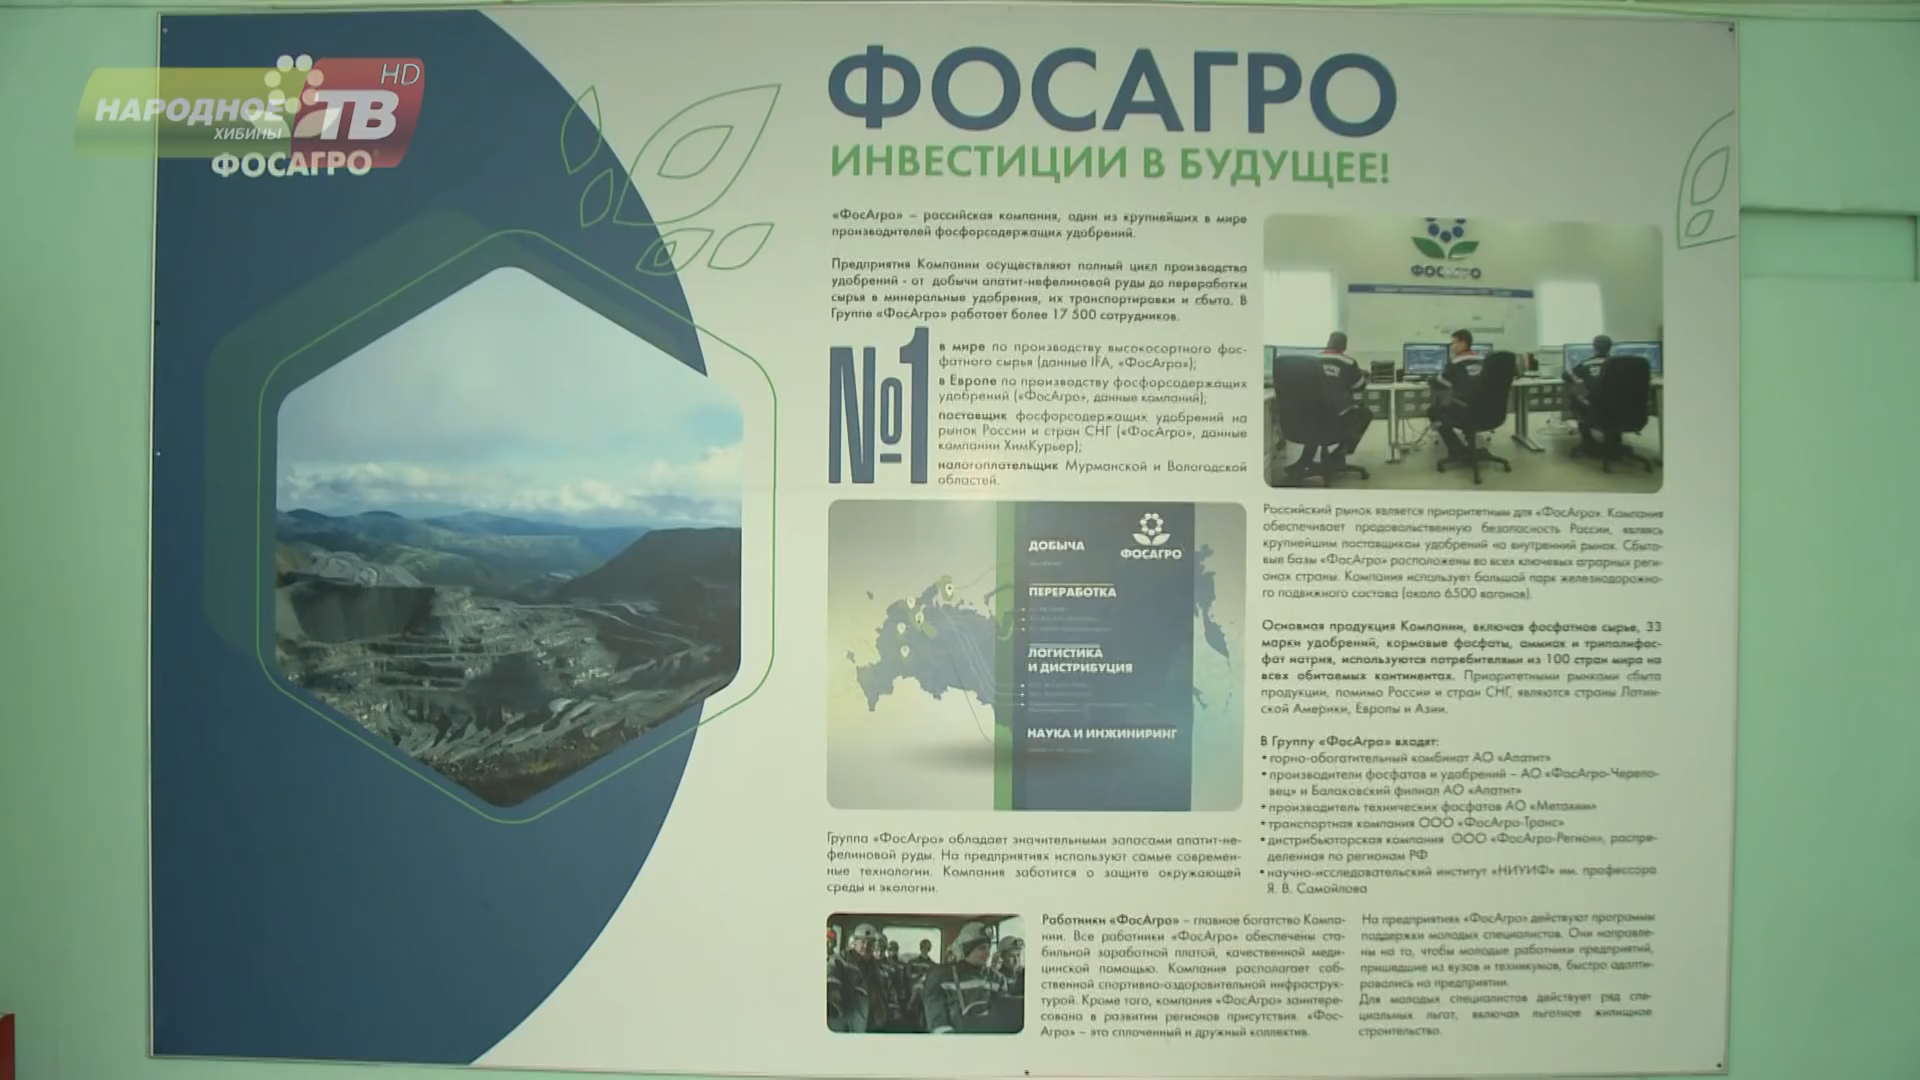 НАРОДНОЕ ТВ HD
ХИБИНЫ
ФОСАГРО
ФОСАГРО
ИНВЕСТИЦИИ В БУДУЩЕЕ!
«ФосАгро» – российская компания, один из крупнейших в мире
производителей фосфорсодержащих удобрений.
Предприятия Компании осуществляют полный цикл производства
удобрений - от добычи апатит-нефелиновой руды до переработки
сырья в минеральные удобрения, их транспортировки и сбыта. В
Группе «ФосАгро» работает более 17 500 сотрудников.
№1
в мире по производству высокосортного фос-
фатного сырья (данные IFA, «ФосАгро»);
в Европе по производству фосфорсодержащих
удобрений («ФосАгро», данные компаний);
поставщик фосфорсодержащих удобрений на
рынок России и стран СНГ («ФосАгро», данные
компании ХимКурьер);
налогоплательщик Мурманской и Вологодской
областей.
ДОБЫЧА
ФОСАГРО
ПЕРЕРАБОТКА
ЛОГИСТИКА
И ДИСТРИБУЦИЯ
НАУКА И ИНЖИНИРИНГ
Группа «ФосАгро» обладает значительными запасами апатит-не-
фелиновой руды. На предприятиях используют самые современ-
ные технологии. Компания заботится о защите окружающей
среды и экологии.
ФОСАГРО
Российский рынок является приоритетным для «ФосАгро». Компания
обеспечивает продовольственную безопасность России, являясь
крупнейшим поставщиком удобрений на внутренний рынок. Сбыто-
вые базы «ФосАгро» расположены во всех ключевых аграрных реги-
онах страны. Компания использует большой парк железнодорожно-
го подвижного состава (около 6500 вагонов).
Основная продукция Компании, включая фосфатное сырье, 33
марки удобрений, кормовые фосфаты, аммиак и триполифос-
фат натрия, используются потребителями из 100 стран мира на
всех обитаемых континентах. Приоритетными рынками сбыта
продукции, помимо России и стран СНГ, являются страны Латин-
ской Америки, Европы и Азии.
В Группу «ФосАгро» входят:
• горно-обогатительный комбинат АО «Апатит»
• производители фосфатов и удобрений – АО «ФосАгро-Черепо-
вец» и Балаковский филиал АО «Апатит»
• производитель технических фосфатов АО «Метахим»
• транспортная компания ООО «ФосАгро-Транс»
• дистрибьюторская компания ООО «ФосАгро-Регион», распре-
деленная по регионам РФ
• научно-исследовательский институт «НИУИФ» им. профессора
Я. В. Самойлова
Работники «ФосАгро» – главное богатство Компа-
нии. Все работники «ФосАгро» обеспечены ста-
бильной заработной платой, качественной меди-
цинской помощью. Компания располагает соб-
ственной спортивно-оздоровительной инфраструк-
турой. Кроме того, компания «ФосАгро» заинтере-
сована в развитии регионов присутствия. «Фос-
Агро» – это сплоченный и дружный коллектив.
На предприятиях «ФосАгро» действуют программы
поддержки молодых специалистов. Они направле-
ны на то, чтобы молодые работники предприятий,
пришедшие из вузов и техникумов, быстро адапти-
ровались на предприятии.
Для молодых специалистов действует ряд спе-
циальных льгот, включая льготное жилищное
строительство.